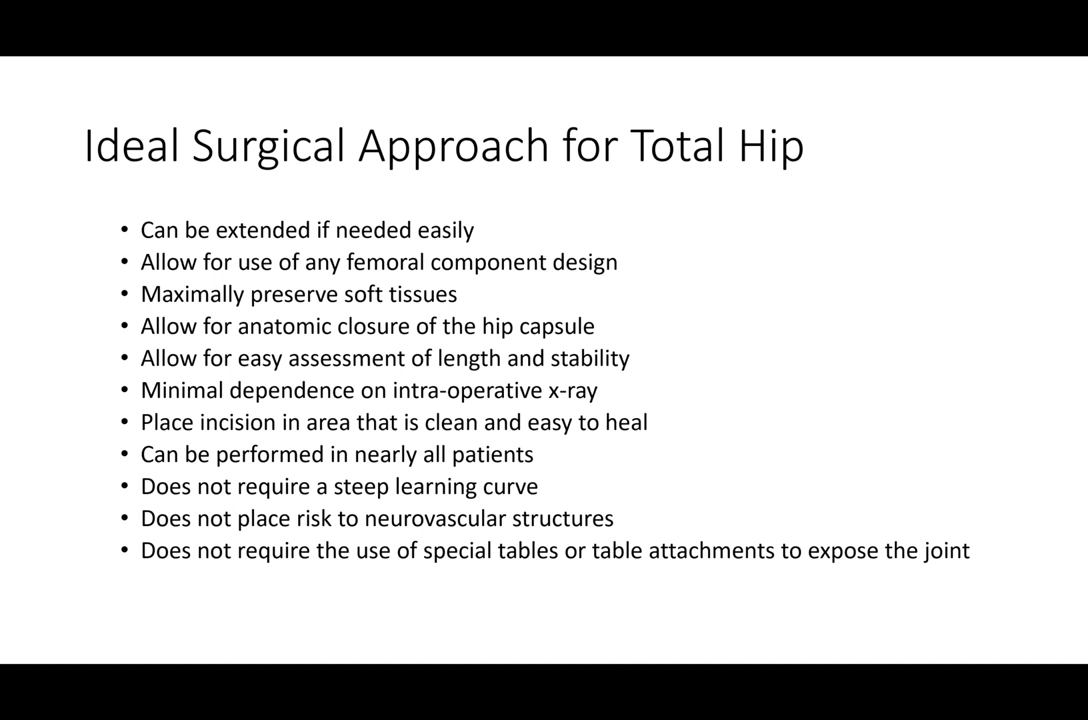 Ideal Surgical Approach for Total Hip
• Can be extended if needed easily
• Allow for use of any femoral component design
• Maximally preserve soft tissues
• Allow for anatomic closure of the hip capsule
• Allow for easy assessment of length and stability
• Minimal dependence on intra-operative x-ray
• Place incision in area that is clean and easy to heal
• Can be performed in nearly all patients
• Does not require a steep learning curve
• Does not place risk to neurovascular structures
• Does not require the use of special tables or table attachments to expose the joint